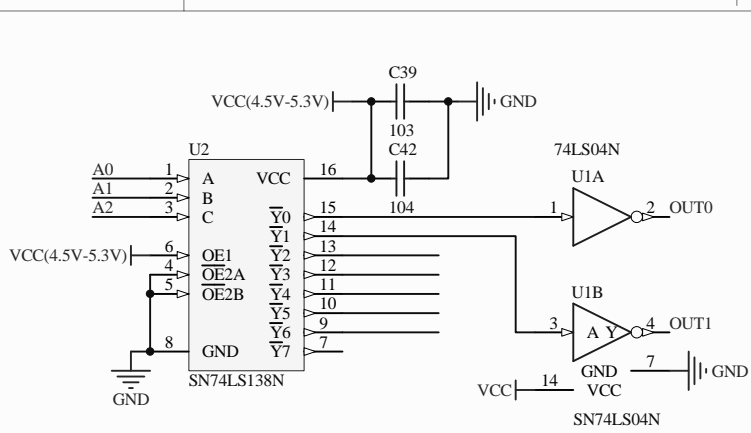 C39
VCC(4.5V-5.3V)
GND
103
U2
C42
74LS04N
A0 1 A VCC 16
U1A
A1 2 B
104
A2 3 C Y0 15
1 2 OUT0
Y1 14
VCC(4.5V-5.3V) 6 OE1 Y2 13
4 OE2A Y3 12
5 OE2B Y4 11
U1B
Y5 10
Y6 9
3 A Y 4 OUT1
8 GND Y7 7
GND 7 GND
SN74LS138N
VCC 14 VCC
GND
SN74LS04N